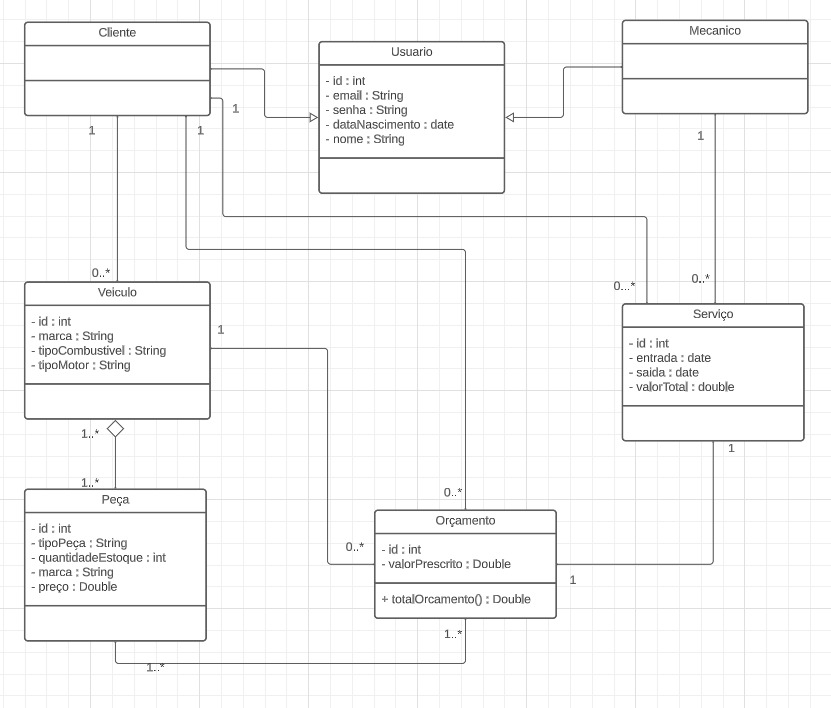 Cliente
Usuario
- id : int
- email : String
- senha : String
- dataNascimento : date
- nome : String
Mecanico
1
1
1
1
0..*
0...*
0..*
Veiculo
- id : int
- marca : String
- tipoCombustivel : String
- tipoMotor : String
1
Serviço
- id : int
- entrada : date
- saida : date
- valorTotal : double
1..*
1
1..*
Peça
- id : int
- tipoPeça : String
- quantidadeEstoque : int
- marca : String
- preço : Double
0..*
0..*
Orçamento
- id : int
- valorPrescrito : Double
+ totalOrcamento() : Double
1
1..*
1..*